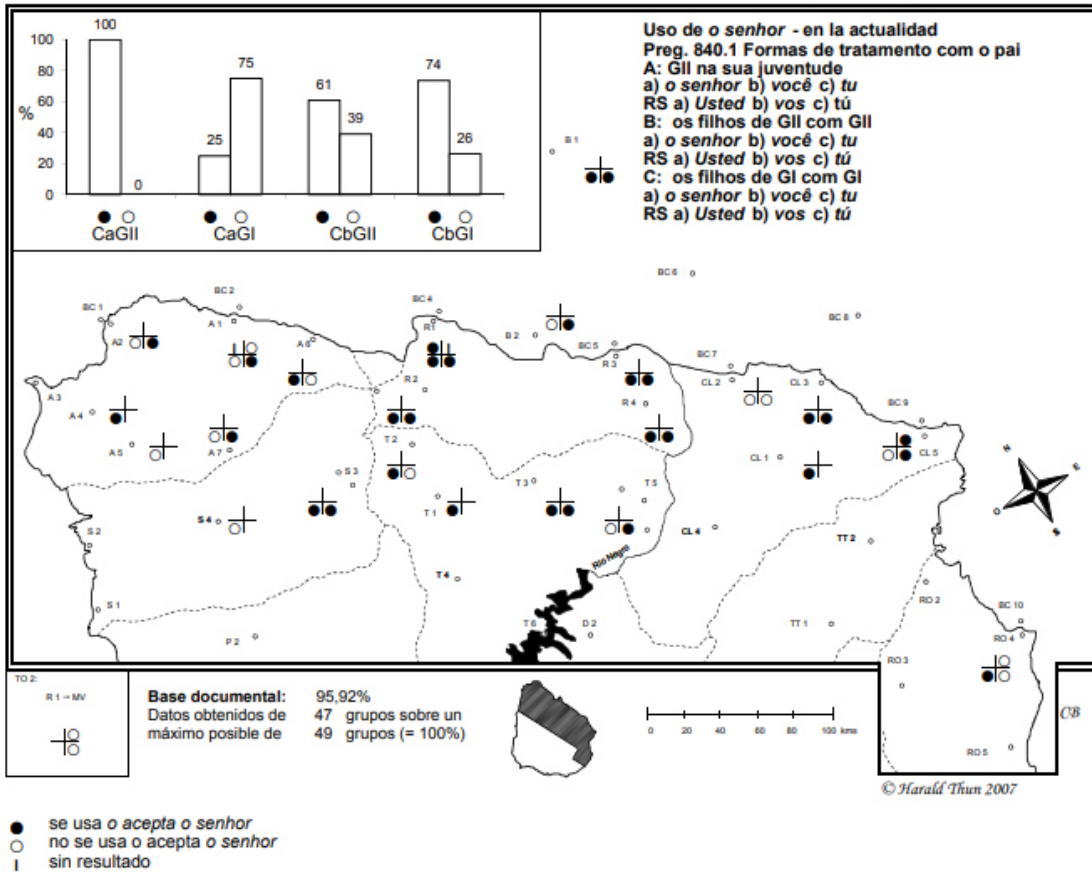 100
100
80
60
%
40
20
0
0
25
75
61
39
74
26
CaGII
CaGI
CbGII
CbGI
Uso de o senhor - en la actualidad
Preg. 840.1 Formas de tratamento com o pai
A: GII na sua juventude
a) o senhor b) você c) tu
RS a) Usted b) vos c) tú
B: os filhos de GII com GII
a) o senhor b) você c) tu
RS a) Usted b) vos c) tú
C: os filhos de GI com GI
a) o senhor b) você c) tu
RS a) Usted b) vos c) tú
B 1
BC 6
BC 2
BC 1
A 1
A 2
A 6
BC 4
R1
B 2
BC 5
R 3
BC 7
CL 2
CL 3
BC 8
BC 9
CL 5
A 3
A 4
A 5
A 7
R 2
R 4
T 2
S 3
T 1
T 3
T 5
CL 1
CL 4
N
E
O
S
S 4
S 2
S 1
T 4
Rio Negro
TT 2
P 2
T 6
D 2
TT 1
RO 2
BC 10
RO 4
RO 3
RO 5
CB
TO 2:
R 1 → MV
Base documental: 95,92%
Datos obtenidos de 47 grupos sobre un
máximo posible de 49 grupos (= 100%)
0 20 40 60 80 100 kms
© Harald Thun 2007
se usa o acepta o senhor
no se usa o acepta o senhor
sin resultado